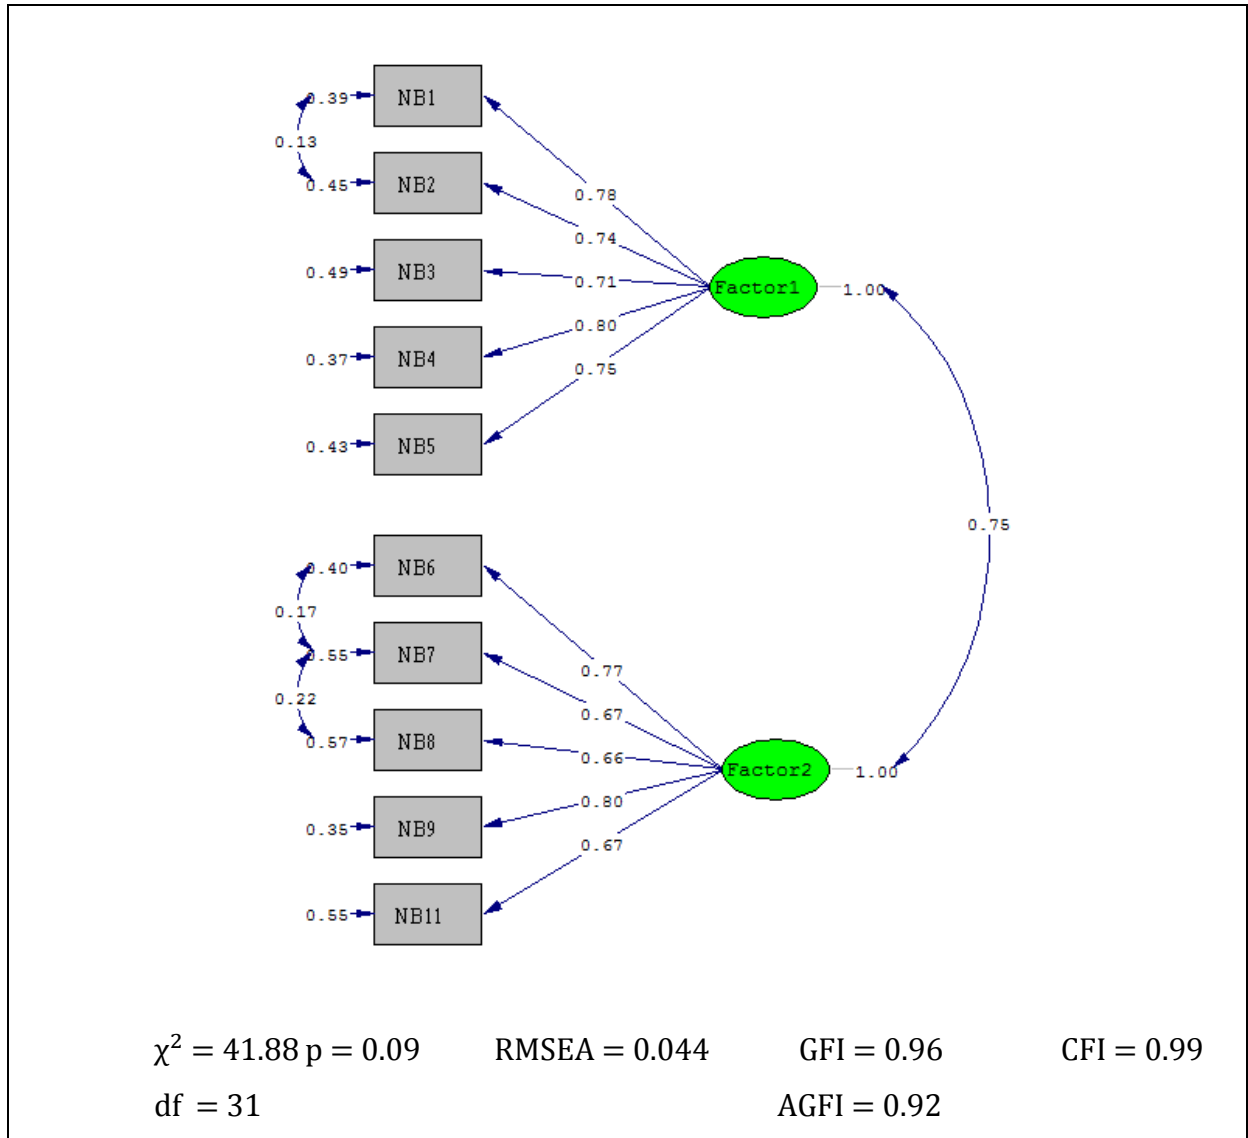 0.39 NB1
0.13
0.45 NB2
0.78
0.74
0.49 NB3
0.71
Factor1 1.00
0.80
0.37 NB4
0.75
0.43 NB5
0.75
0.40 NB6
0.17
0.55 NB7
0.77
0.22
0.67
0.57 NB8
0.66
Factor2 1.00
0.80
0.35 NB9
0.67
0.55 NB11
χ² = 41.88 p = 0.09 RMSEA = 0.044 GFI = 0.96 CFI = 0.99
df = 31 AGFI = 0.92